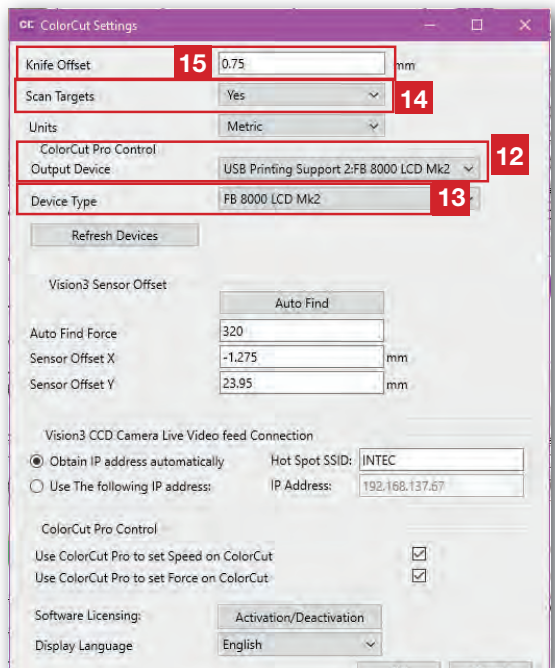 CC ColorCut Settings
Knife Offset 15 0.75 mm
Scan Targets Yes 14
Units Metric
ColorCut Pro Control 12
Output Device USB Printing Support 2:FB 8000 LCD Mk2
Device Type FB 8000 LCD Mk2 13
Refresh Devices
Vision3 Sensor Offset
Auto Find
Auto Find Force 320
Sensor Offset X -1.275 mm
Sensor Offset Y 23.95 mm
Vision3 CCD Camera Live Video feed Connection
Obtain IP address automatically Hot Spot SSID: INTEC
Use The following IP address: IP Address: 192.168.137.67
ColorCut Pro Control
Use ColorCut Pro to set Speed on ColorCut
Use ColorCut Pro to set Force on ColorCut
Software Licensing: Activation/Deactivation
Display Language English